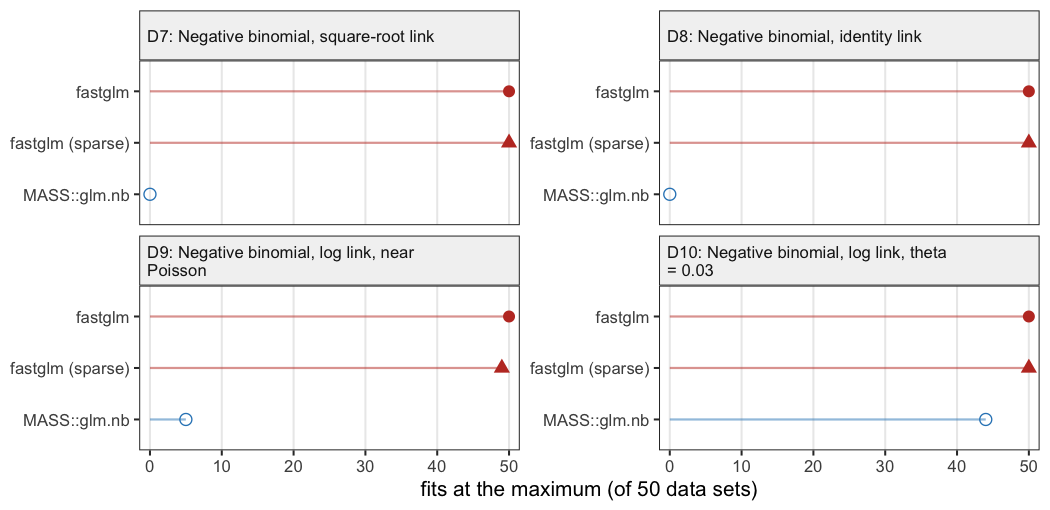 D7: Negative binomial, square-root link
fastglm
fastglm (sparse)
MASS::glm.nb
D8: Negative binomial, identity link
fastglm
fastglm (sparse)
MASS::glm.nb
D9: Negative binomial, log link, near
Poisson
fastglm
fastglm (sparse)
MASS::glm.nb
0 10 20 30 40 50
D10: Negative binomial, log link, theta
= 0.03
fastglm
fastglm (sparse)
MASS::glm.nb
0 10 20 30 40 50
fits at the maximum (of 50 data sets)